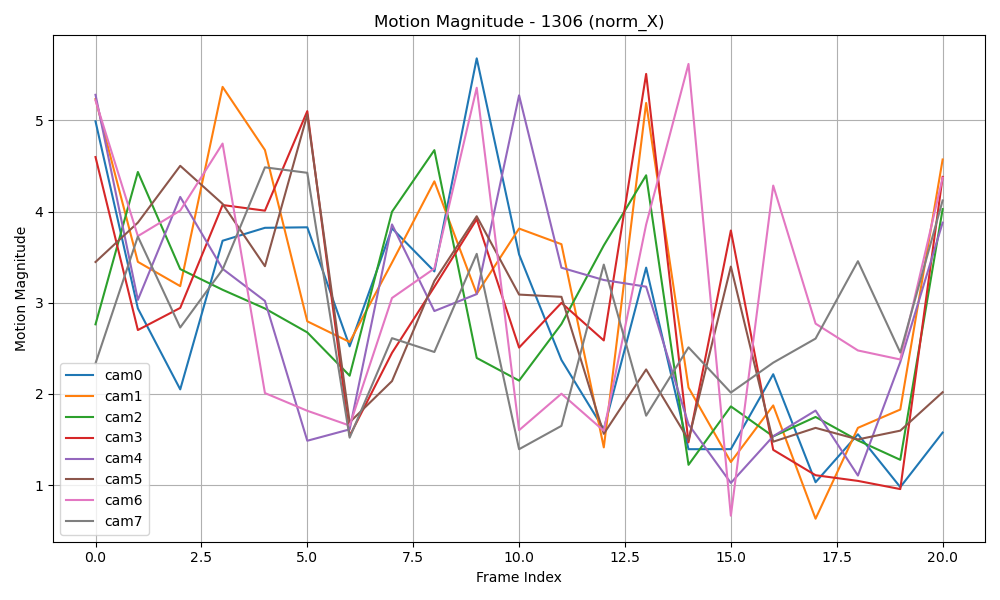 Motion Magnitude - 1306 (norm_X)
Motion Magnitude
5
4
3
2
1
cam0
cam1
cam2
cam3
cam4
cam5
cam6
cam7
0.0 2.5 5.0 7.5 10.0 12.5 15.0 17.5 20.0
Frame Index